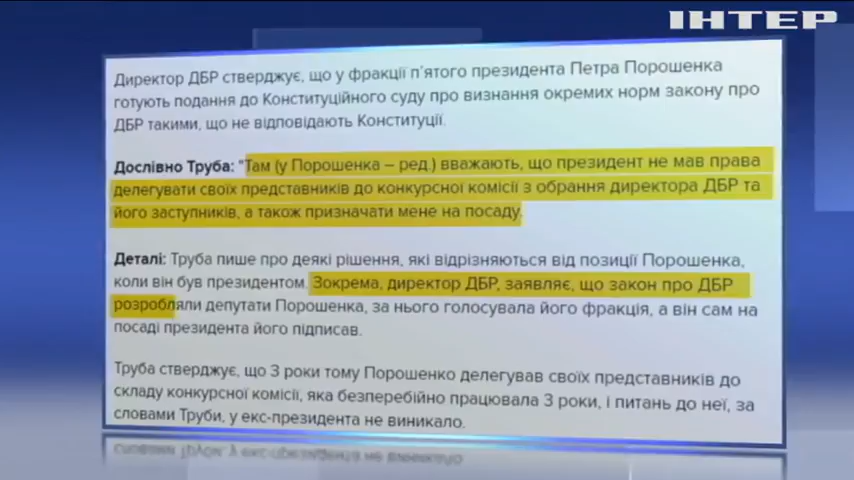 ІНТЕР
Директор ДБР стверджує, що у фракції п'ятого президента Петра Порошенка
готують подання до Конституційного суду про визнання окремих норм закону про
ДБР такими, що не відповідають Конституції.
Дослівно Труба: "Там (у Порошенка – ред.) вважають, що президент не мав права
делегувати своїх представників до конкурсної комісії з обрання директора ДБР та
його заступників, а також призначати мене на посаду.
Деталі: Труба пише про деякі рішення, які відрізняються від позиції Порошенка,
коли він був президентом. Зокрема, директор ДБР, заявляє, що закон про ДБР
розробляли депутати Порошенка, за нього голосувала його фракція, а він сам на
посаді президента його підписав.
Труба стверджує, що 3 роки тому Порошенко делегував своїх представників до
складу конкурсної комісії, яка безперебійно працювала 3 роки, і питань до неї, за
словами Труби, у екс-президента не виникало.